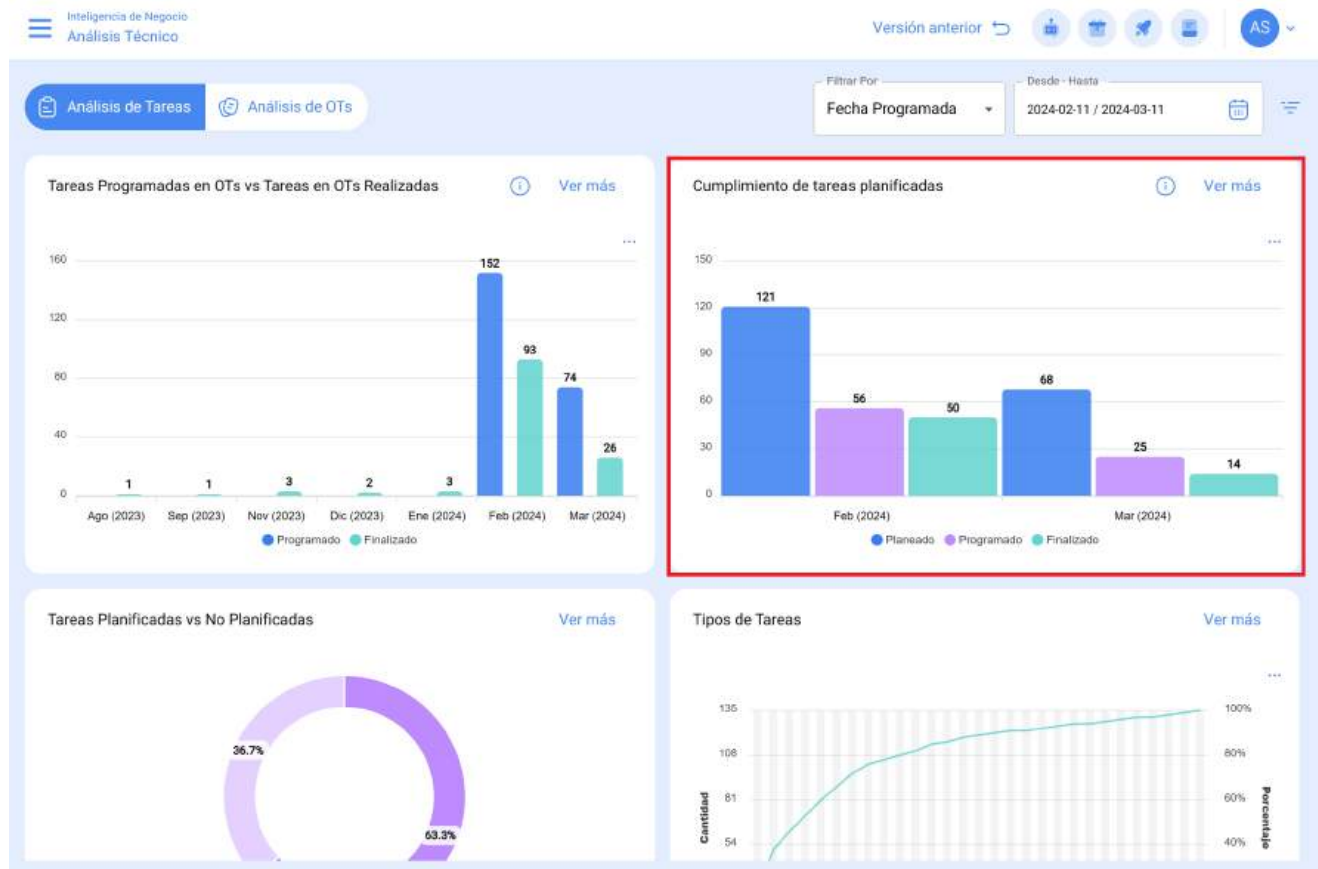 Inteligencia de Negocio
Análisis Técnico
Versión anterior
AS
Análisis de Tareas
Análisis de OTs
Filtrar Por
Fecha Programada
Desde - Hasta
2024-02-11 / 2024-03-11
Tareas Programadas en OTs vs Tareas en OTs Realizadas
Ver más
...
160
120
80
40
0
152
93
74
26
1
1
3
2
3
Ago (2023) Sep (2023) Nov (2023) Dic (2023) Ene (2024) Feb (2024) Mar (2024)
Programado Finalizado
Cumplimiento de tareas planificadas
Ver más
...
150
120
90
60
30
0
121
56
50
68
25
14
Feb (2024) Mar (2024)
Planeado Programado Finalizado
Tareas Planificadas vs No Planificadas
Ver más
36.7%
63.3%
Tipos de Tareas
Ver más
...
Cantidad
135
108
81
54
100%
80%
60%
40%
Porcentaje